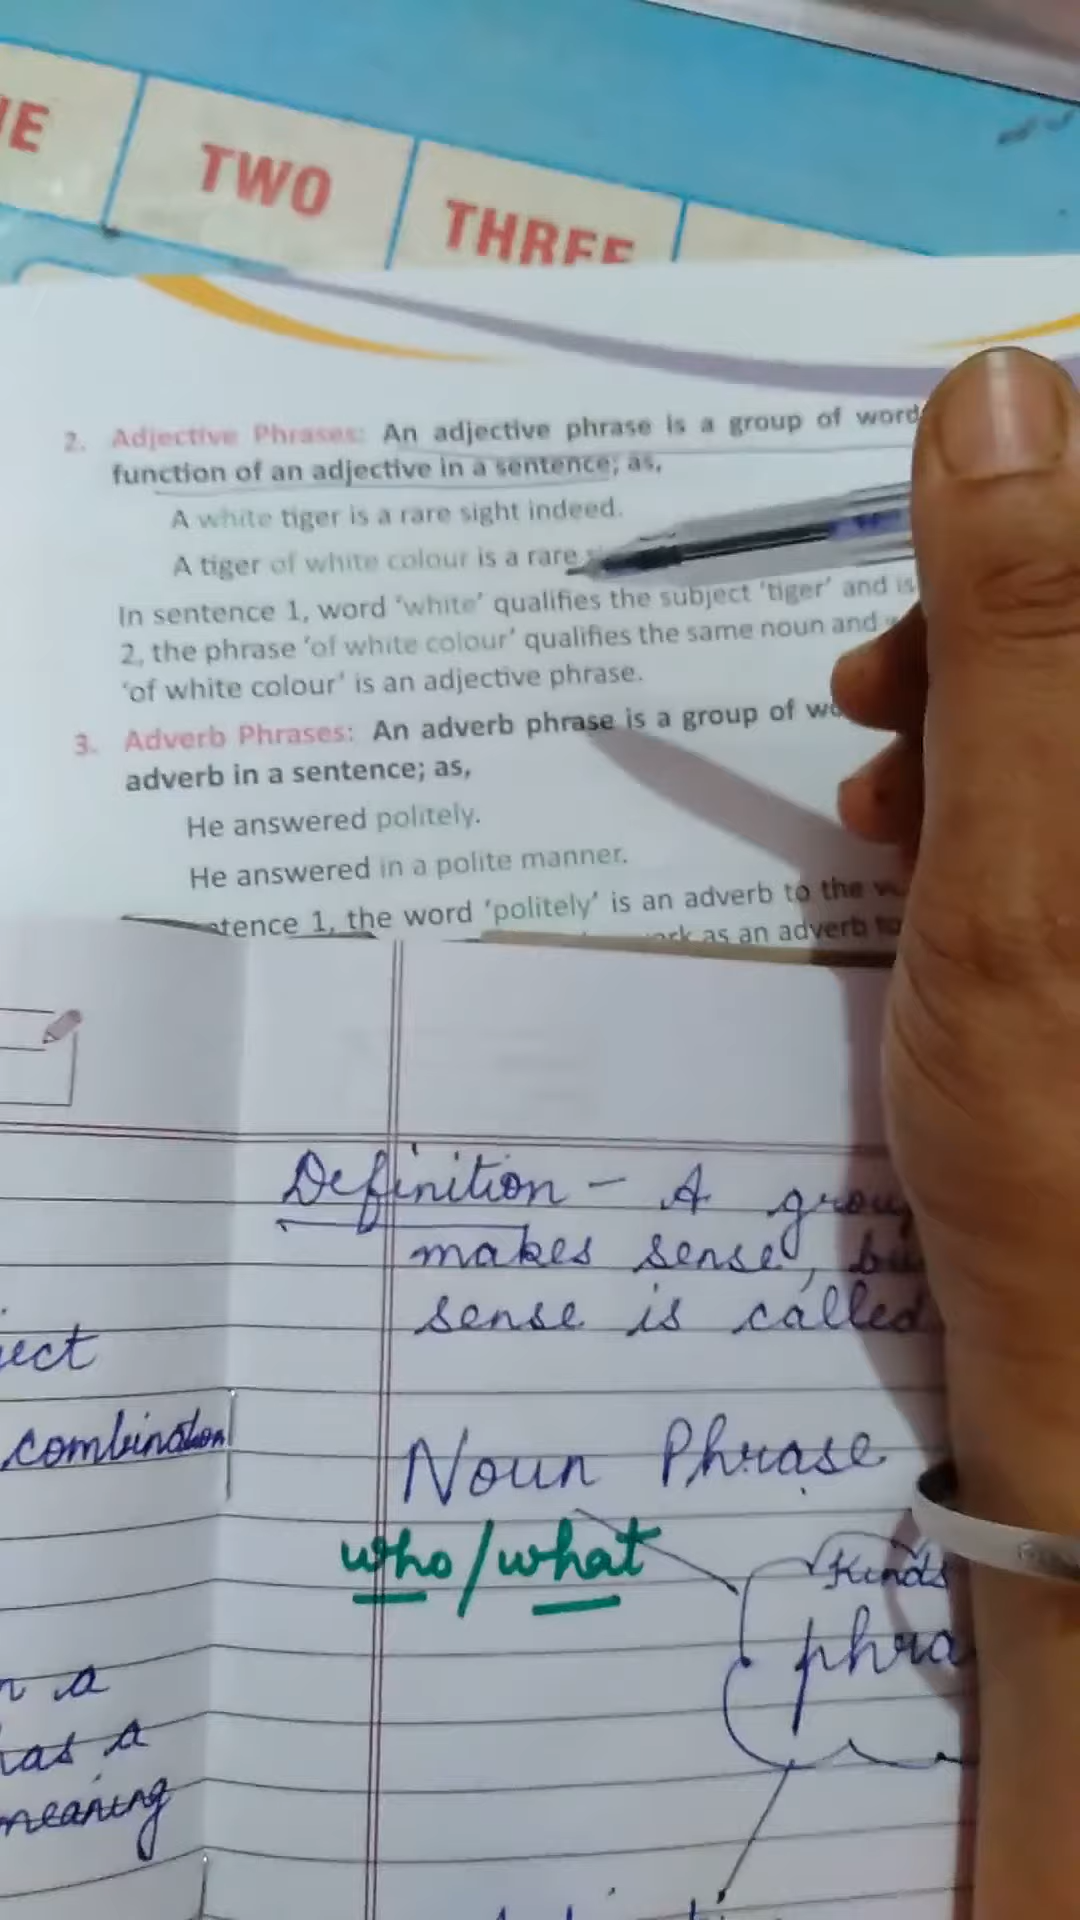 TWO
THREE
2. Adjective Phrases: An adjective phrase is a group of word
function of an adjective in a sentence; as,
A white tiger is a rare sight indeed.
A tiger of white colour is a rare
In sentence 1, word ‘white’ qualifies the subject ‘tiger’ and is
2, the phrase ‘of white colour’ qualifies the same noun and
‘of white colour’ is an adjective phrase.
3. Adverb Phrases: An adverb phrase is a group of
adverb in a sentence; as,
He answered politely.
He answered in a polite manner.
tence 1, the word ‘politely’ is an adverb to the
as an adverb to
Definition - A
makes sense,
sense is called
ject
combination
Noun Phrase
who/what
Kinds
phra
a
has a
meaning